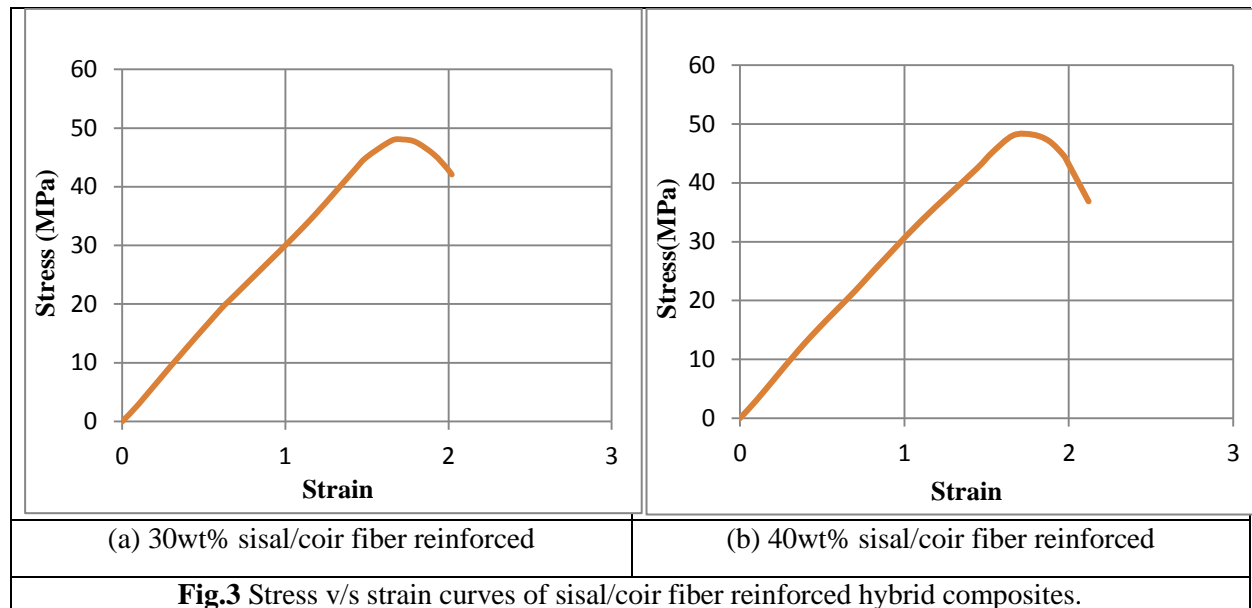 60
50
40
30
20
10
0
Stress (MPa)
0 1 2 3
Strain
60
50
40
30
20
10
0
Stress(MPa)
0 1 2 3
Strain
(a) 30wt% sisal/coir fiber reinforced
(b) 40wt% sisal/coir fiber reinforced
Fig.3 Stress v/s strain curves of sisal/coir fiber reinforced hybrid composites.